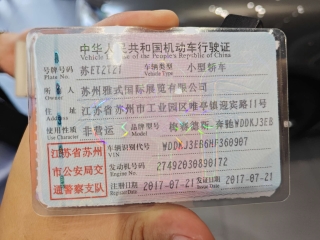 中华人民共和国机动车行驶证
Vehicle License of the People's Republic of China
号牌号码 苏ETZTZT 车辆类型 小型轿车
Plate No. Vehicle Type
所有人 苏州雅式国际展览有限公司
Owner
住址 江苏省苏州市工业园区唯亭镇迎宾路11号
Address
使用性质 非营运 品牌型号 梅赛德斯-奔驰WDDKJ3EB
Use Character Model
江苏省苏州
市公安局交
通警察支队
车辆识别代号 WDDKJ3EB6HF360907
VIN
发动机号码 27492030890172
Engine No.
注册日期 2017-07-21 发证日期 2017-07-21
Register Date Issue Date